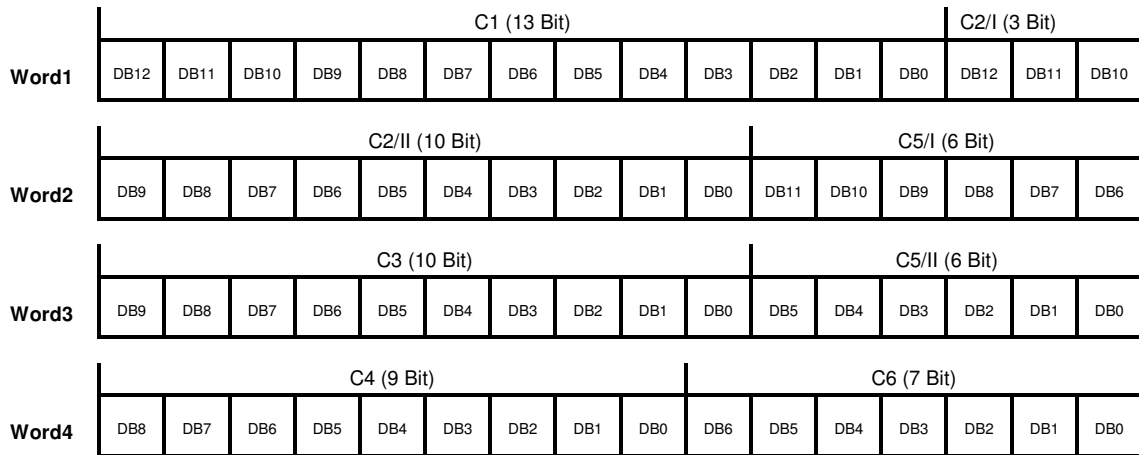 C1 (13 Bit) C2/I (3 Bit)
Word1 DB12 DB11 DB10 DB9 DB8 DB7 DB6 DB5 DB4 DB3 DB2 DB1 DB0 DB12 DB11 DB10
C2/II (10 Bit) C5/I (6 Bit)
Word2 DB9 DB8 DB7 DB6 DB5 DB4 DB3 DB2 DB1 DB0 DB11 DB10 DB9 DB8 DB7 DB6
C3 (10 Bit) C5/II (6 Bit)
Word3 DB9 DB8 DB7 DB6 DB5 DB4 DB3 DB2 DB1 DB0 DB5 DB4 DB3 DB2 DB1 DB0
C4 (9 Bit) C6 (7 Bit)
Word4 DB8 DB7 DB6 DB5 DB4 DB3 DB2 DB1 DB0 DB6 DB5 DB4 DB3 DB2 DB1 DB0